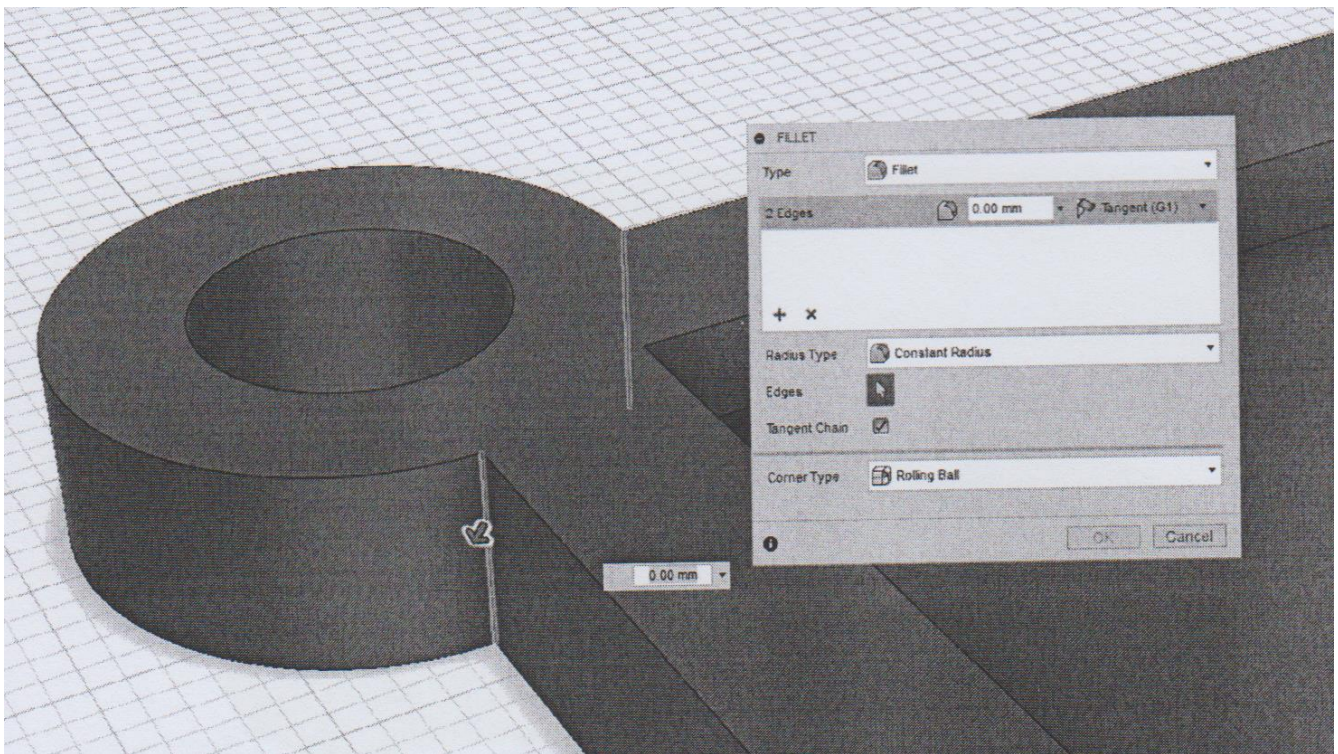 FILLET
Type Fillet
2 Edges 0.00 mm Tangent (G1)
Radius Type Constant Radius
Edges
Tangent Chain
Corner Type Rolling Ball
OK Cancel
0.00 mm